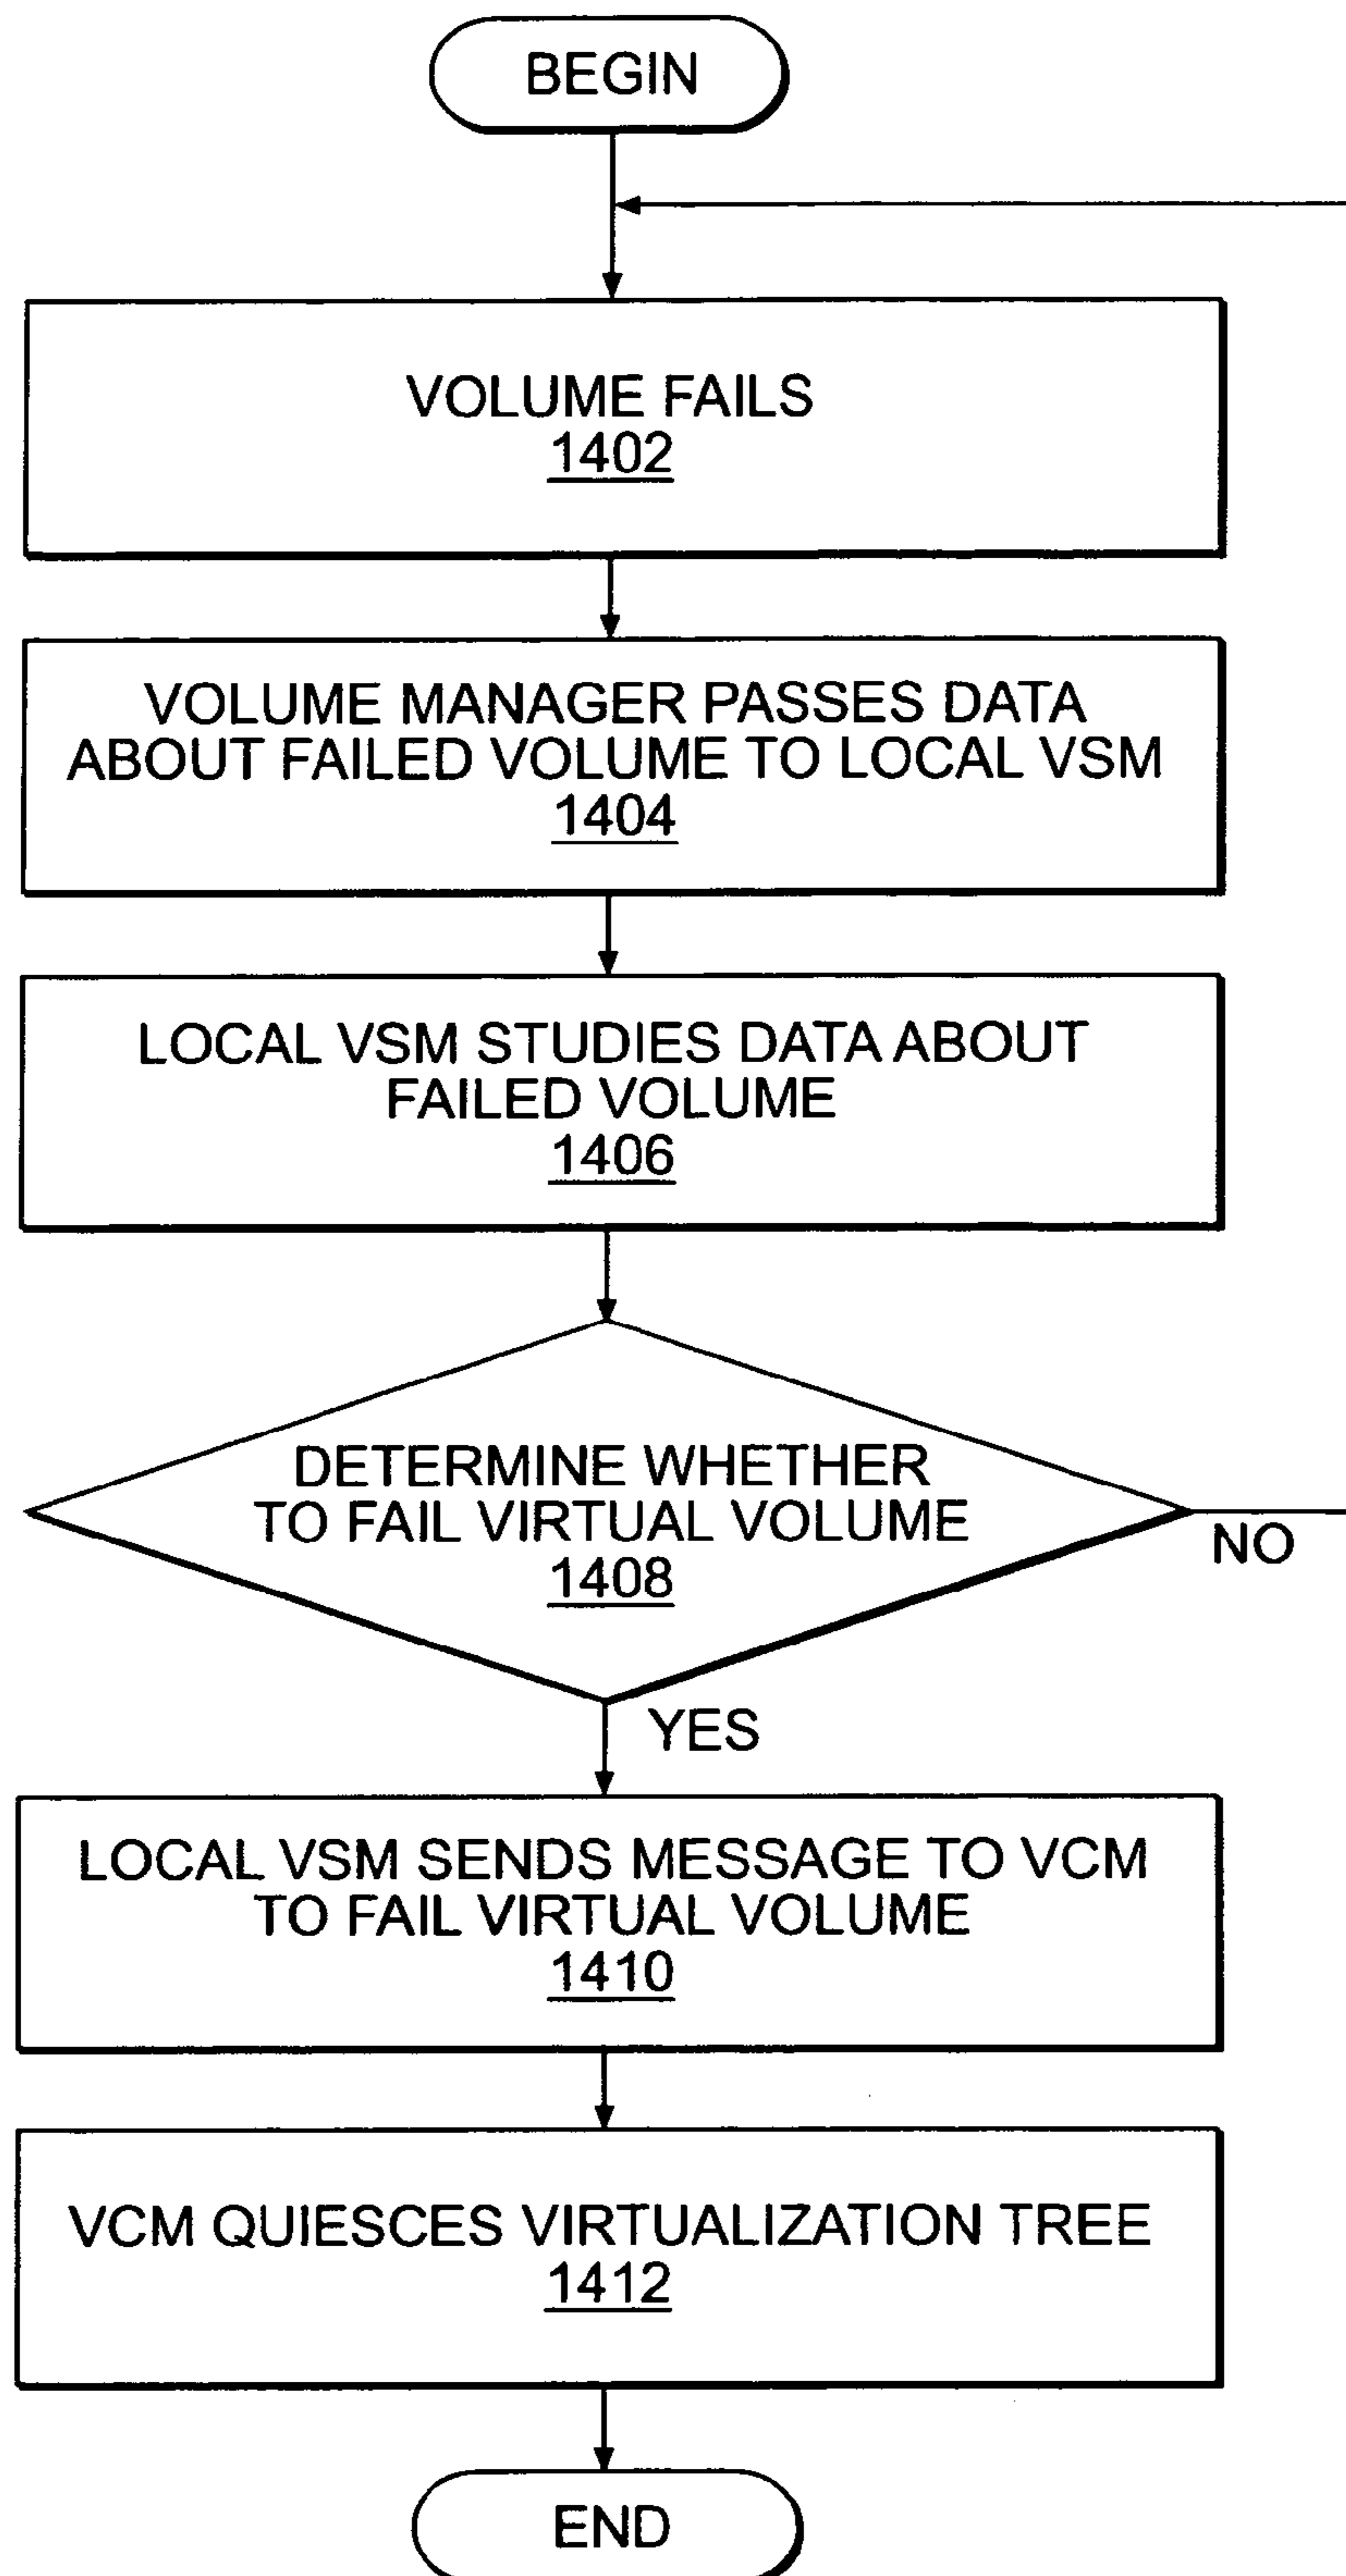 BEGIN
VOLUME FAILS
1402
VOLUME MANAGER PASSES DATA
ABOUT FAILED VOLUME TO LOCAL VSM
1404
LOCAL VSM STUDIES DATA ABOUT
FAILED VOLUME
1406
DETERMINE WHETHER
TO FAIL VIRTUAL VOLUME
1408
NO
YES
LOCAL VSM SENDS MESSAGE TO VCM
TO FAIL VIRTUAL VOLUME
1410
VCM QUIESCES VIRTUALIZATION TREE
1412
END